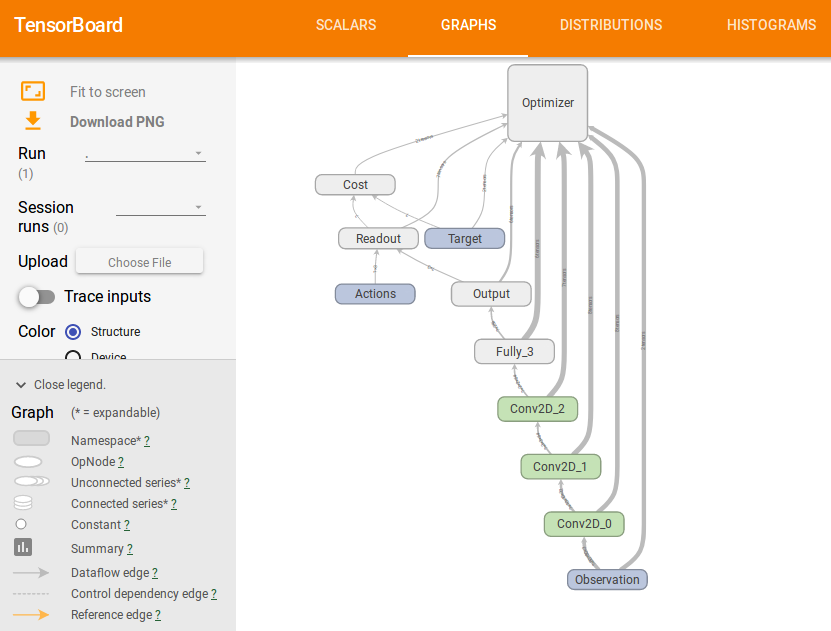 TensorBoard
SCALARS
GRAPHS
DISTRIBUTIONS
HISTOGRAMS
Fit to screen
Download PNG
Run
.
(1)
Session
runs (0)
Upload
Choose File
Trace inputs
Color
Structure
Device
Close legend.
Graph
(* = expandable)
Namespace* ?
OpNode ?
Unconnected series* ?
Connected series* ?
Constant ?
Summary ?
Dataflow edge ?
Control dependency edge ?
Reference edge ?
Optimizer
Cost
Readout
Target
Actions
Output
Fully_3
Conv2D_2
Conv2D_1
Conv2D_0
Observation